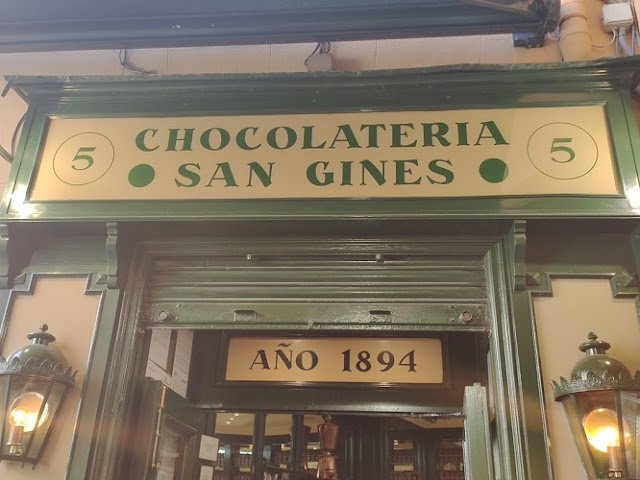 5 CHOCOLATERIA 5
SAN GINES
AÑO 1894